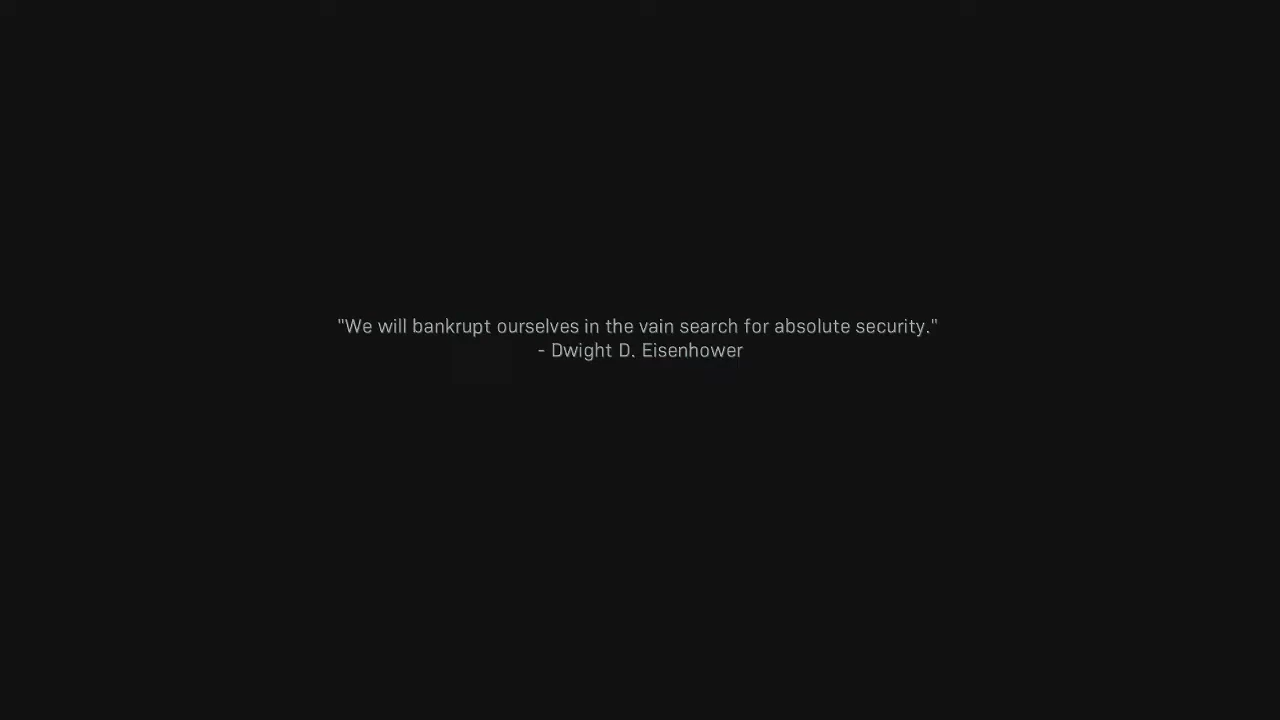 "We will bankrupt ourselves in the vain search for absolute security."
- Dwight D. Eisenhower